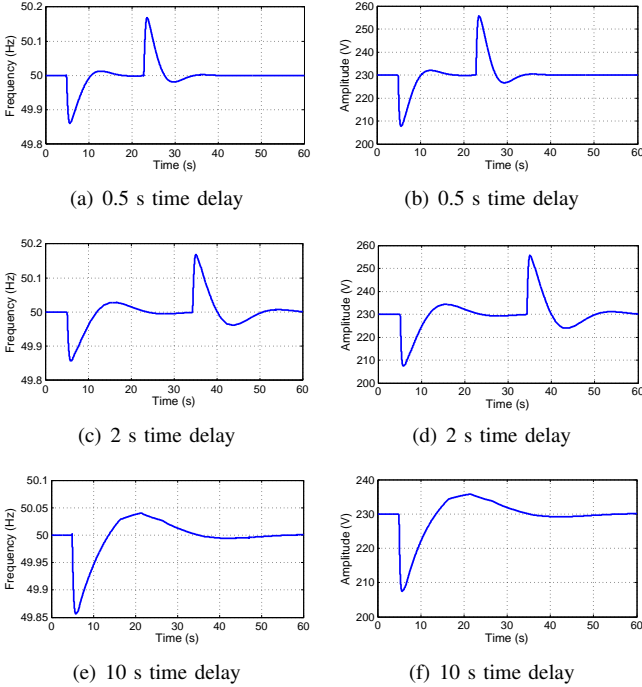 50.2
50.1
50
49.9
49.8
Frequency (Hz)
0 10 20 30 40 50 60
Time (s)
(a) 0.5 s time delay
260
250
240
230
220
210
200
Amplitude (V)
0 10 20 30 40 50 60
Time (s)
(b) 0.5 s time delay
50.2
50.1
50
49.9
49.8
Frequency (Hz)
0 10 20 30 40 50 60
Time (s)
(c) 2 s time delay
260
250
240
230
220
210
200
Amplitude (V)
0 10 20 30 40 50 60
Time (s)
(d) 2 s time delay
50.1
50.05
50
49.95
49.9
49.85
Frequency (Hz)
0 10 20 30 40 50 60
Time (s)
(e) 10 s time delay
240
230
220
210
200
Amplitude (V)
0 10 20 30 40 50 60
Time (s)
(f) 10 s time delay